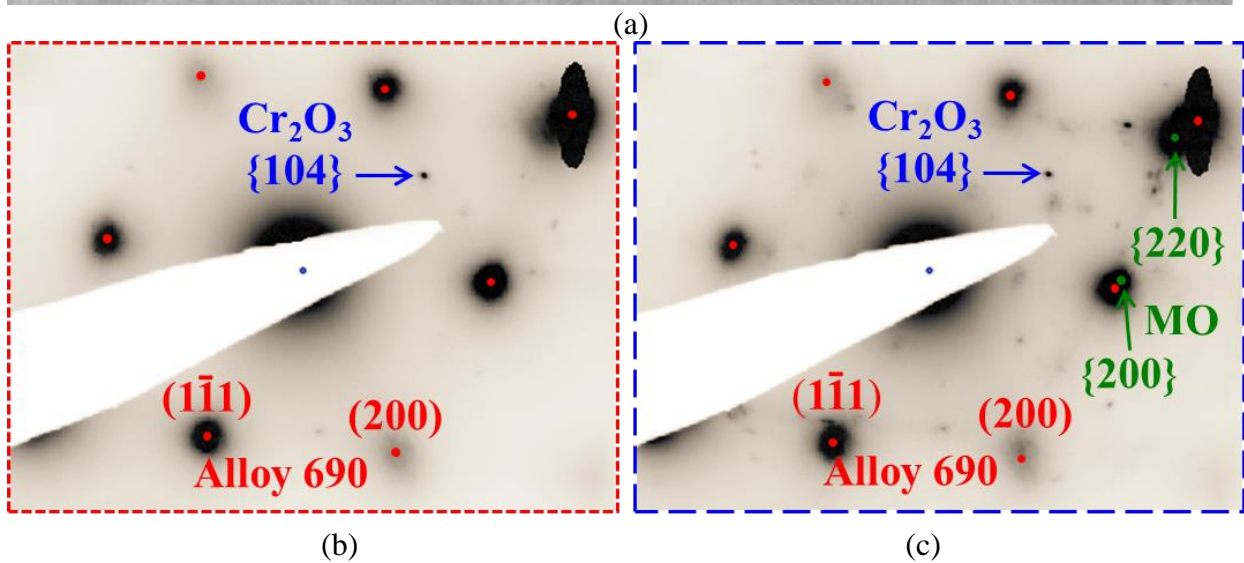 (a)
Cr₂O₃
{104}
(11̄1)
(200)
Alloy 690
Cr₂O₃
{104}
{220}
MO
{200}
(11̄1)
(200)
Alloy 690
(b)
(c)